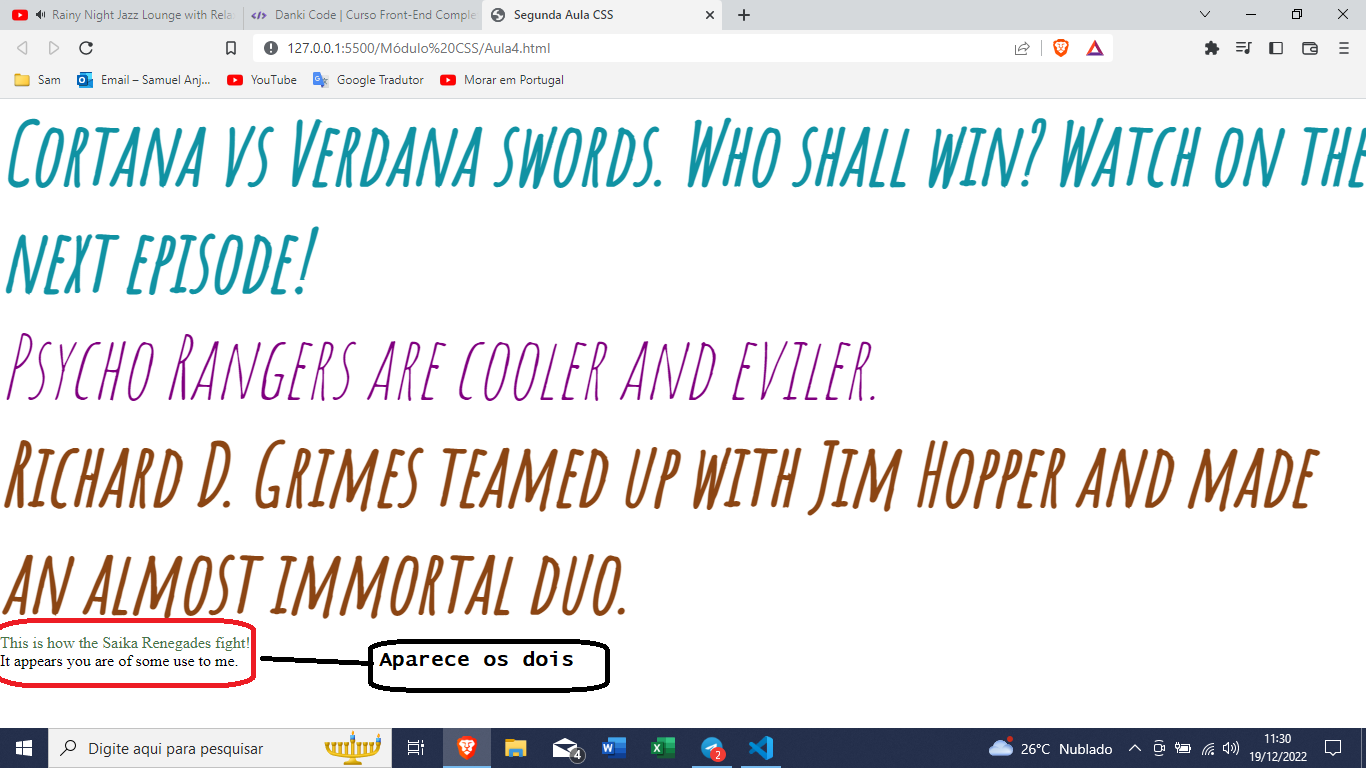 Rainy Night Jazz Lounge with Rela
Danki Code | Curso Front-End Comple
Segunda Aula CSS
127.0.0.1:5500/Módulo%20CSS/Aula4.html
Sam
Email – Samuel Anj...
YouTube
Google Tradutor
Morar em Portugal
Cortana vs Verdana swords. Who shall win? Watch on the
next episode!
Psycho Rangers are cooler and eviler.
Richard D. Grimes teamed up with Jim Hopper and made
an almost immortal duo.
This is how the Saika Renegades fight!
It appears you are of some use to me.
Aparece os dois
Digite aqui para pesquisar
4
2
26°C Nublado
11:30
19/12/2022